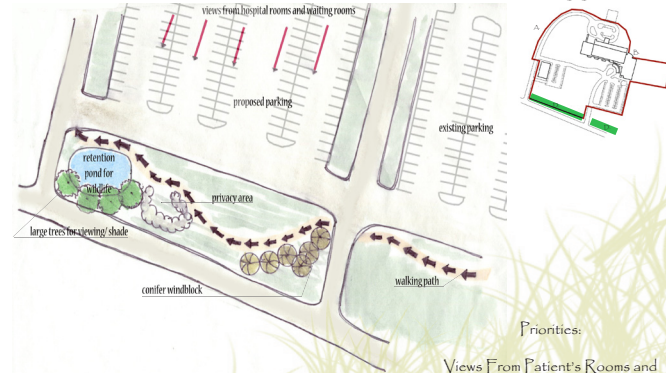 views from hospital rooms and waiting rooms
proposed parking
existing parking
retention
pond for
wildlife
privacy area
large trees for viewing/ shade
conifer windblock
walking path
A
B
Priorities:
Views From Patient's Rooms and